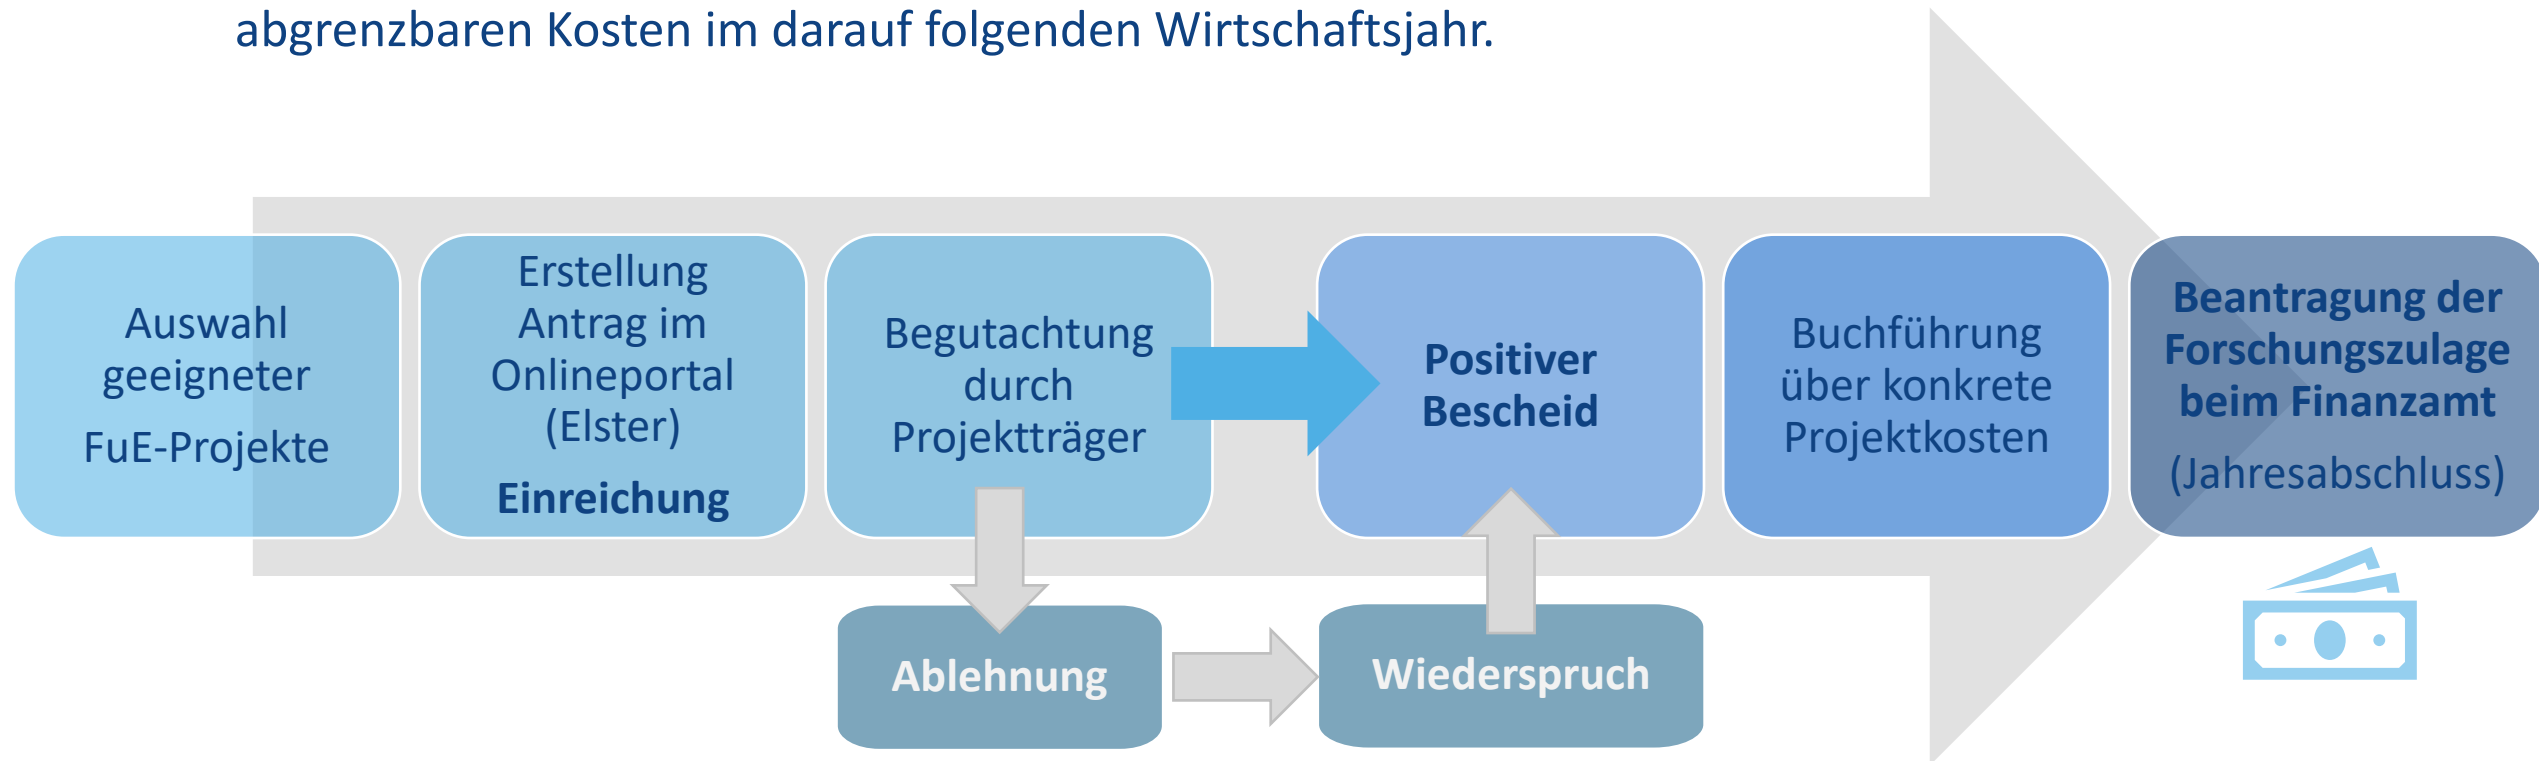 abgrenzbaren Kosten im darauf folgenden Wirtschaftsjahr.
Auswahl
geeigneter
FuE-Projekte
Erstellung
Antrag im
Onlineportal
(Elster)
Einreichung
Begutachtung
durch
Projektträger
Positiver
Bescheid
Buchführung
über konkrete
Projektkosten
Beantragung der
Forschungszulage
beim Finanzamt
(Jahresabschluss)
Ablehnung
Wiederspruch